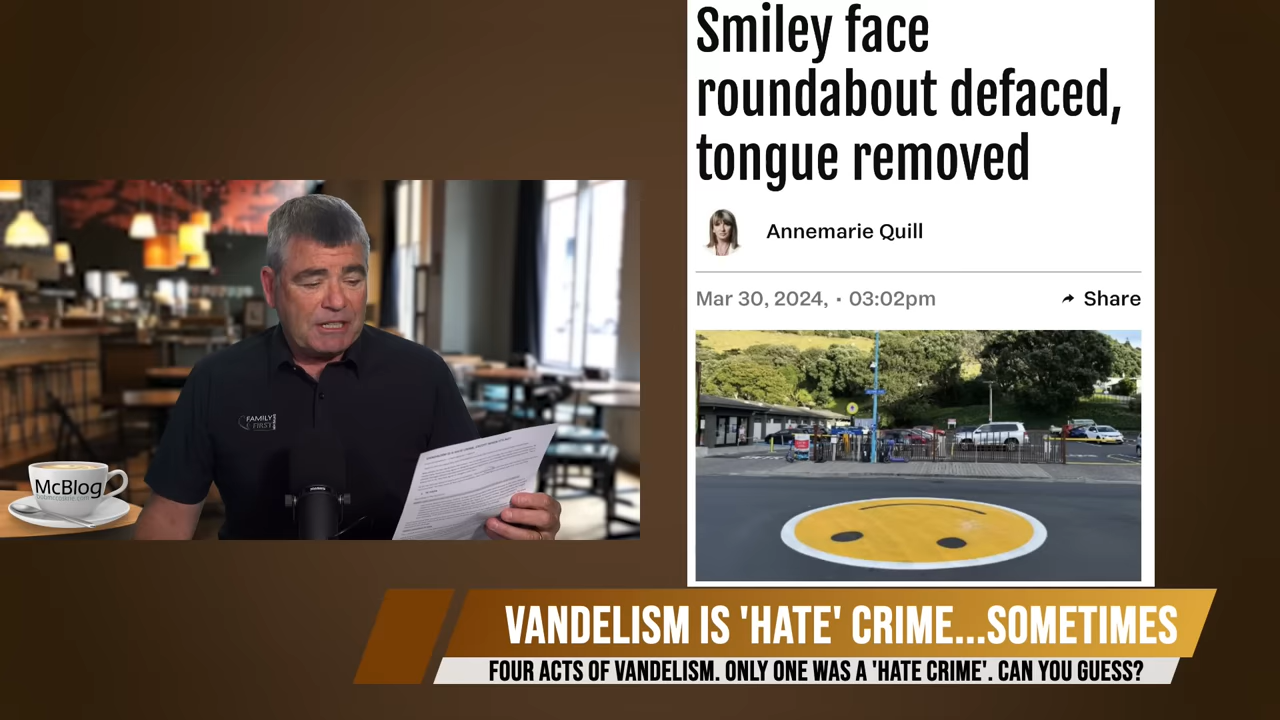 Smiley face
roundabout defaced,
tongue removed
Annemarie Quill
Mar 30, 2024, • 03:02pm
Share
FAMILY
FIRST
McBlog
VANDELISM IS 'HATE' CRIME...SOMETIMES
FOUR ACTS OF VANDELISM. ONLY ONE WAS A 'HATE CRIME'. CAN YOU GUESS?